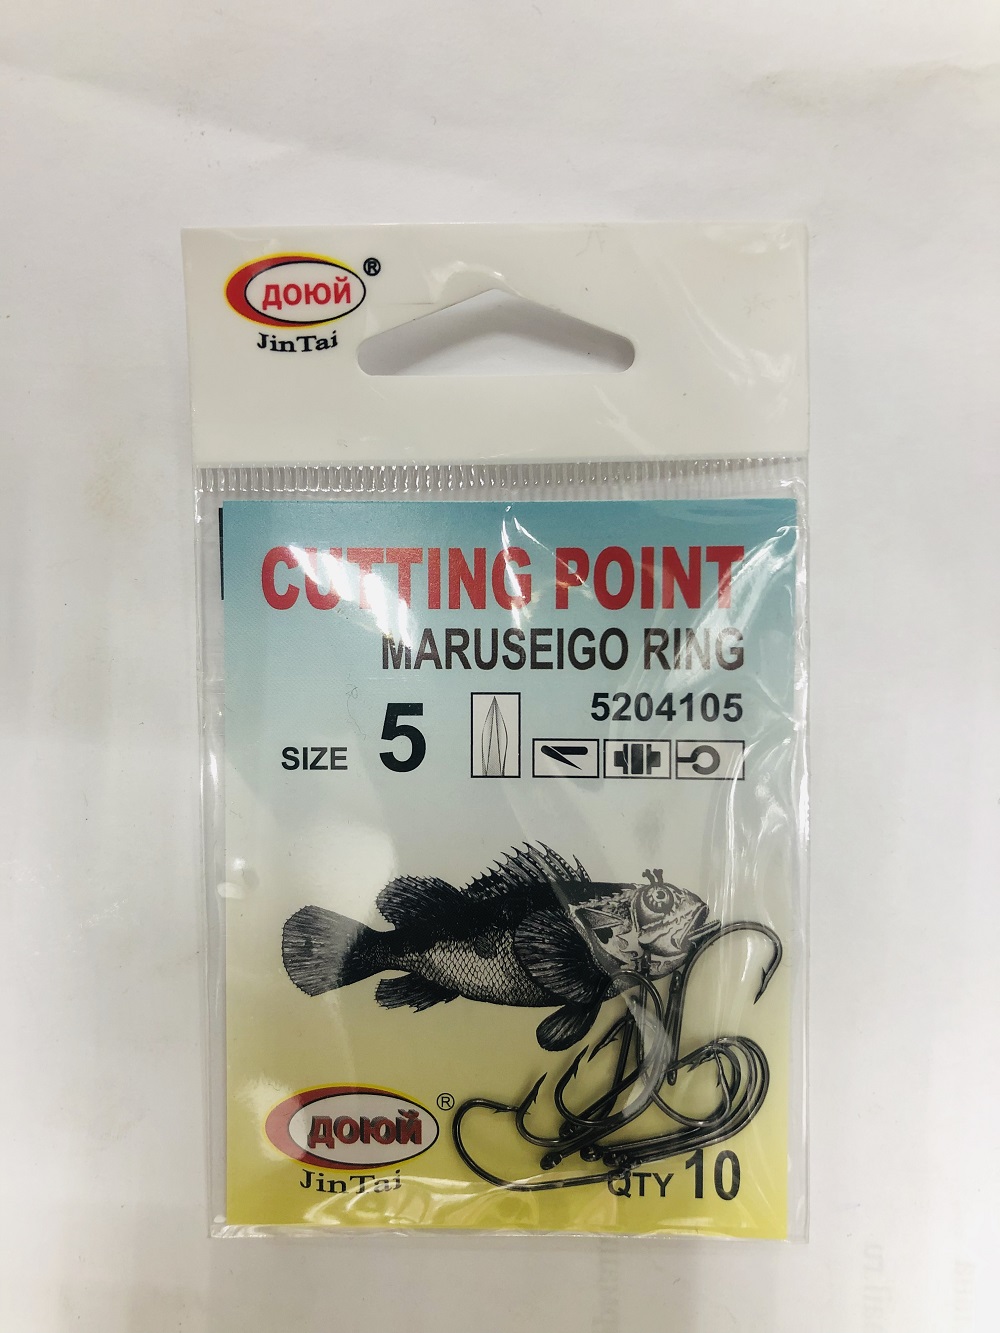 ДОЮЙ ®
JinTai
CUTTING POINT
MARUSEIGO RING
5204105
SIZE 5
ДОЮЙ ®
JinTai
QTY 10